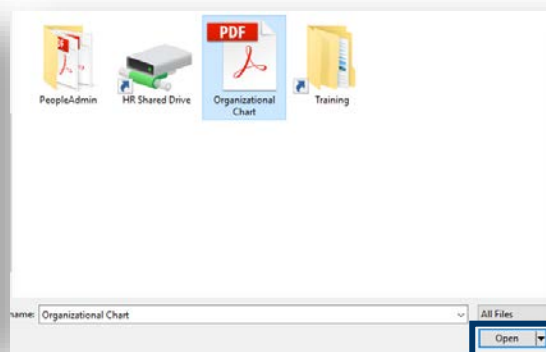 PDF
PeopleAdmin
HR Shared Drive
Organizational
Chart
Training
name: Organizational Chart
All Files
Open